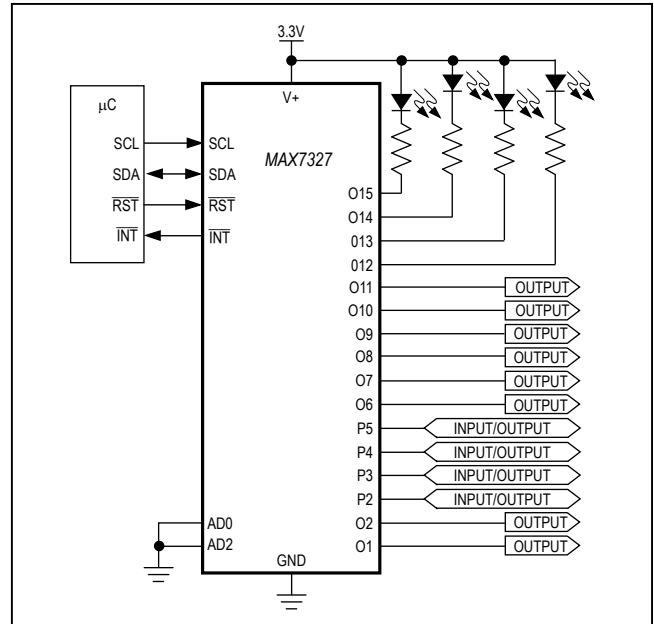 3.3V
V+
μC
SCL
SCL
MAX7327
SDA
SDA
RST
RST
INT
INT
O15
O14
013
012
O11
OUTPUT
O10
OUTPUT
O9
OUTPUT
O8
OUTPUT
O7
OUTPUT
O6
OUTPUT
P5
INPUT/OUTPUT
P4
INPUT/OUTPUT
P3
INPUT/OUTPUT
P2
INPUT/OUTPUT
AD0
O2
OUTPUT
AD2
O1
OUTPUT
GND